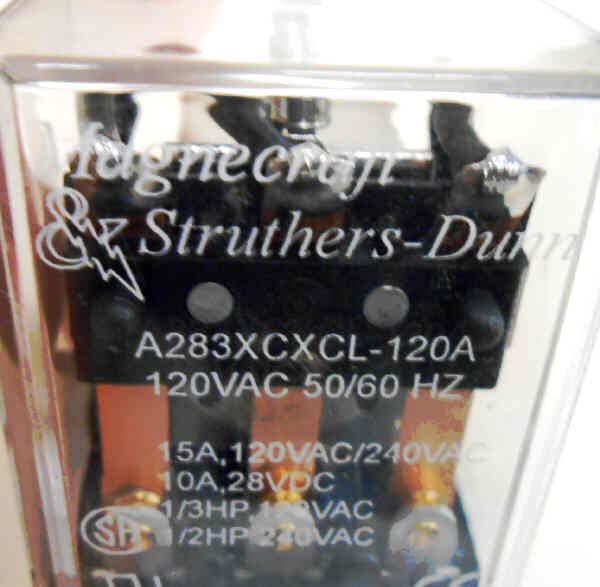 Magnecraft
& Struthers-Dunn
A283XCXCL-120A
120VAC 50/60 HZ
15A,120VAC/240VAC
10A,28VDC
1/3HP,120VAC
1/2HP,240VAC